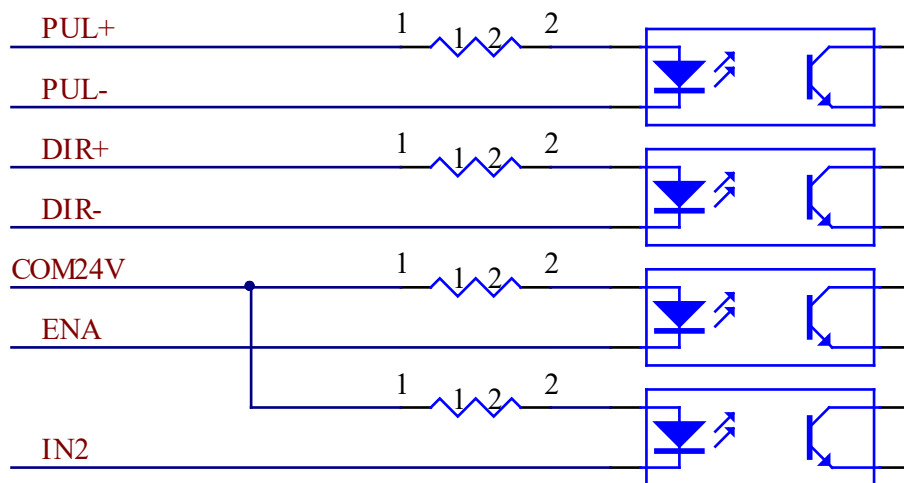 PUL+
1 1 2 2
PUL-
DIR+
1 1 2 2
DIR-
COM24V
1 1 2 2
ENA
1 1 2 2
IN2